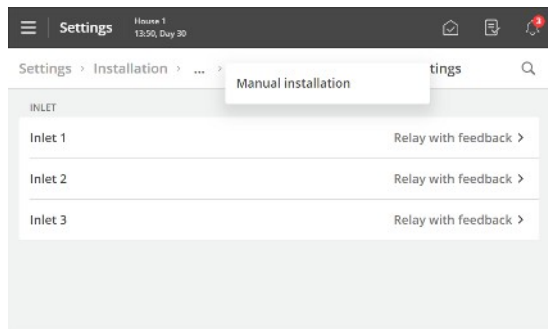 Settings
House 1
13:50, Day 30
3
Settings > Installation > ... >
tings
Manual installation
INLET
Inlet 1 Relay with feedback >
Inlet 2 Relay with feedback >
Inlet 3 Relay with feedback >